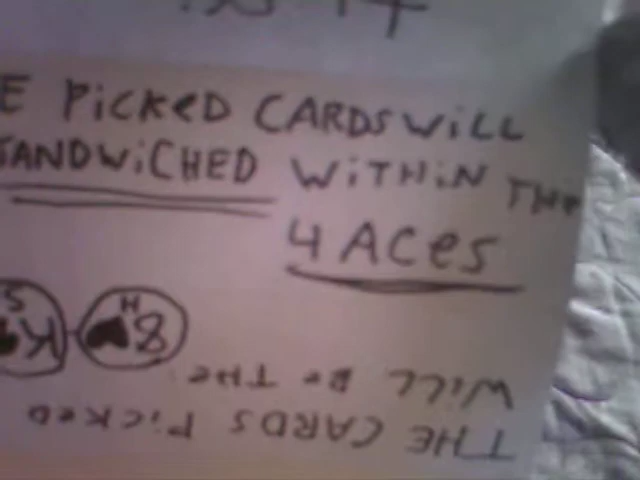 E PiCKED CARDS WiLL
SANDWiCHED WiTHiN THE
4 ACES
THE CARDS PiCKED
WiLL BE THE
8 H K S